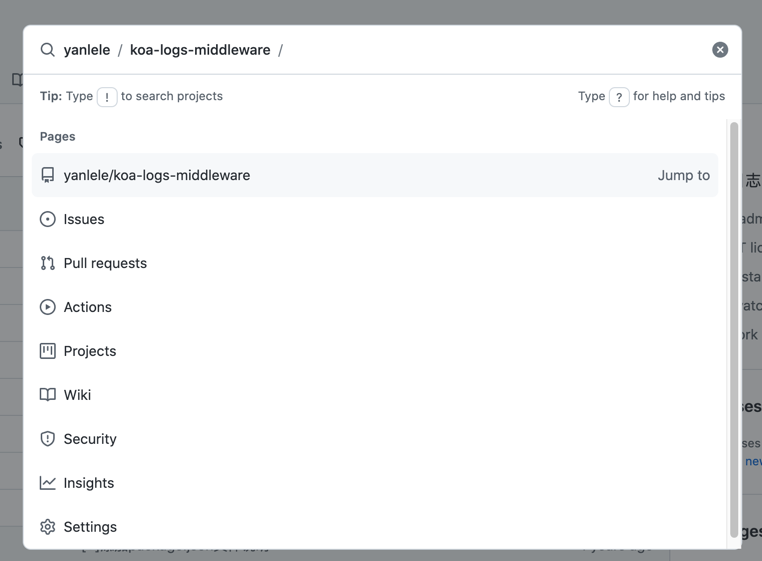 yanlele / koa-logs-middleware /
Tip: Type ! to search projects
Type ? for help and tips
Pages
yanlele/koa-logs-middleware
Jump to
Issues
Pull requests
Actions
Projects
Wiki
Security
Insights
Settings
志